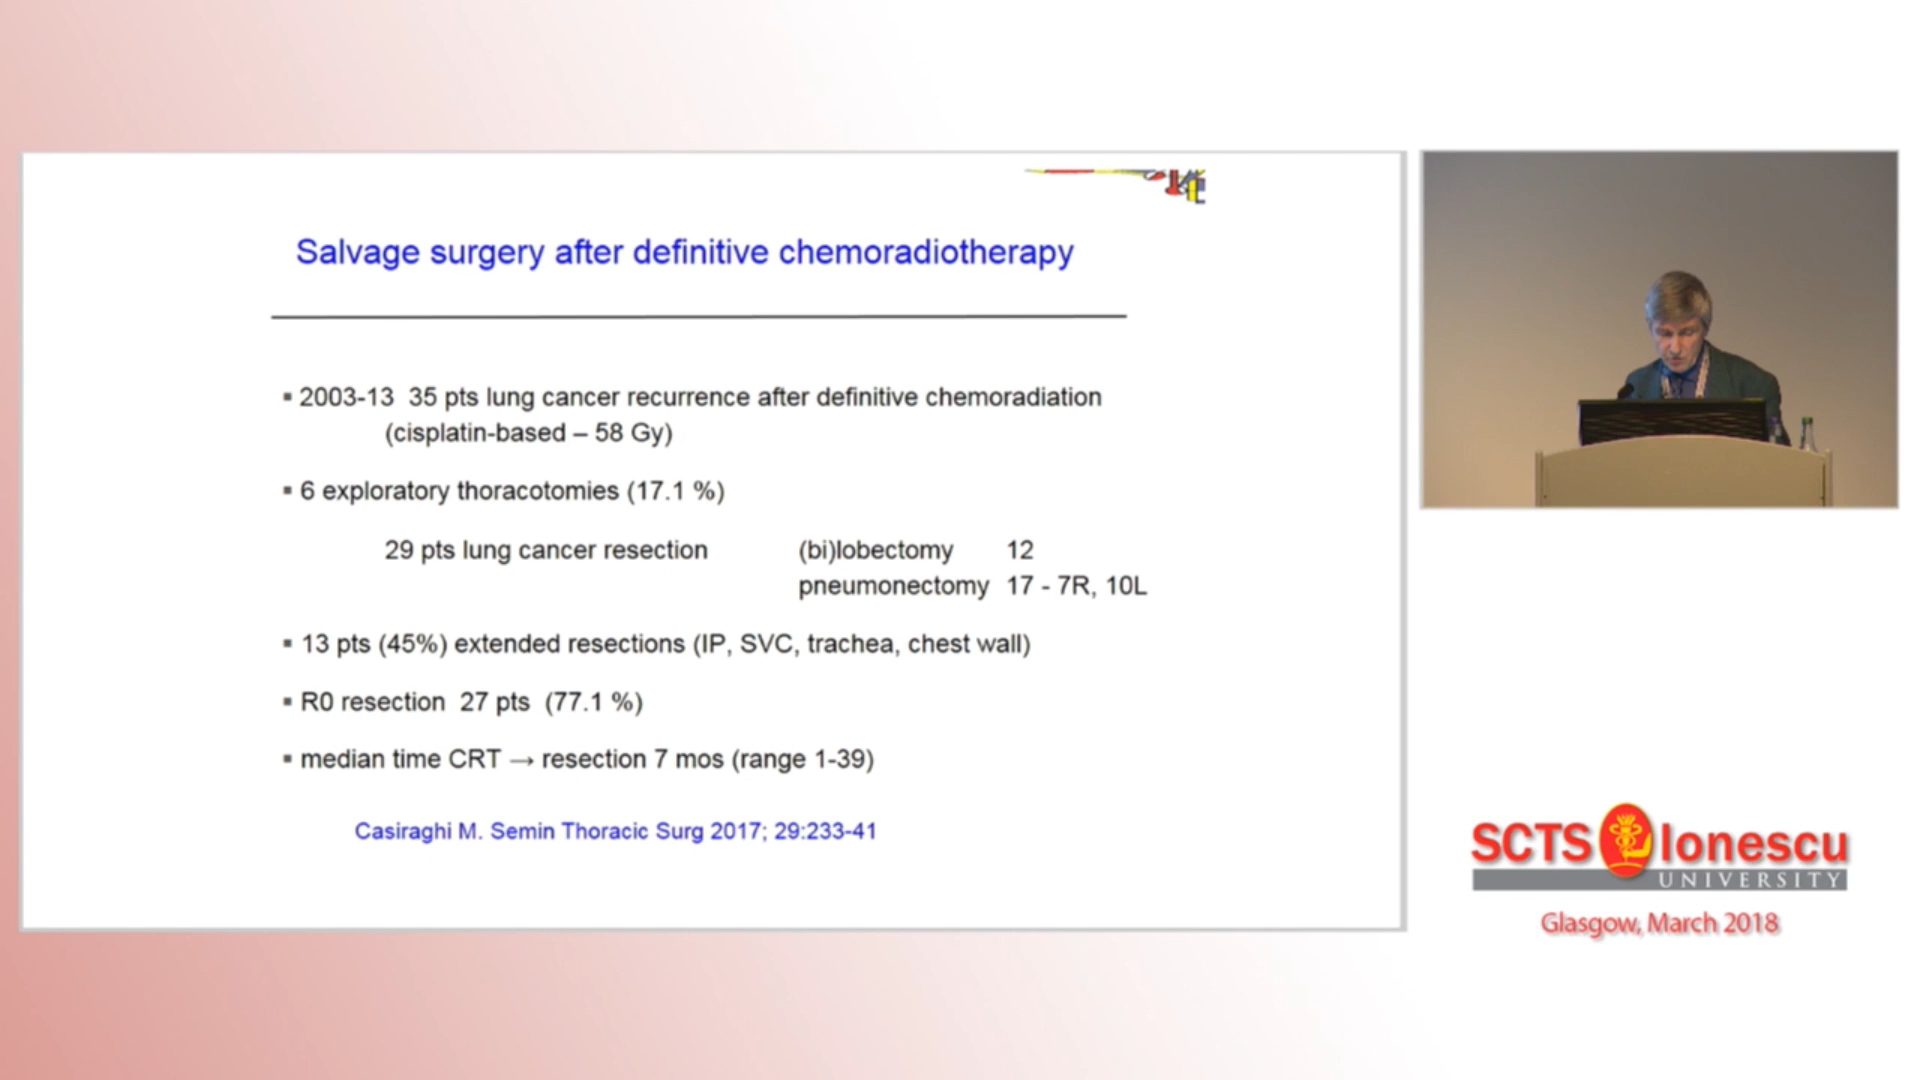 Salvage surgery after definitive chemoradiotherapy
▪ 2003-13 35 pts lung cancer recurrence after definitive chemoradiation
(cisplatin-based – 58 Gy)
▪ 6 exploratory thoracotomies (17.1 %)
29 pts lung cancer resection (bi)lobectomy 12
pneumonectomy 17 - 7R, 10L
▪ 13 pts (45%) extended resections (IP, SVC, trachea, chest wall)
▪ R0 resection 27 pts (77.1 %)
▪ median time CRT → resection 7 mos (range 1-39)
Casiraghi M. Semin Thoracic Surg 2017; 29:233-41
SCTS Ionescu
UNIVERSITY
Glasgow, March 2018